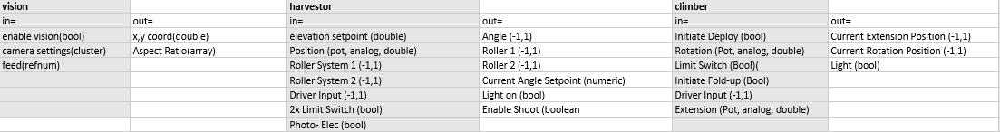 vision harvestor climber
in= out= in= out= in= out=
enable vision(bool) x,y coord(double) elevation setpoint (double) Angle (-1,1) Initiate Deploy (bool) Current Extension Position (-1,1)
camera settings(cluster) Aspect Ratio(array) Position (pot, analog, double) Roller 1 (-1,1) Rotation (Pot, analog, double) Current Rotation Position (-1,1)
feed(refnum) Roller System 1 (-1,1) Roller 2 (-1,1) Limit Switch (Bool)( Light (bool)
Roller System 2 (-1,1) Current Angle Setpoint (numeric) Initiate Fold-up (Bool)
Driver Input (-1,1) Light on (bool) Driver Input (-1,1)
2x Limit Switch (bool) Enable Shoot (boolean Extension (Pot, analog, double)
Photo- Elec (bool)